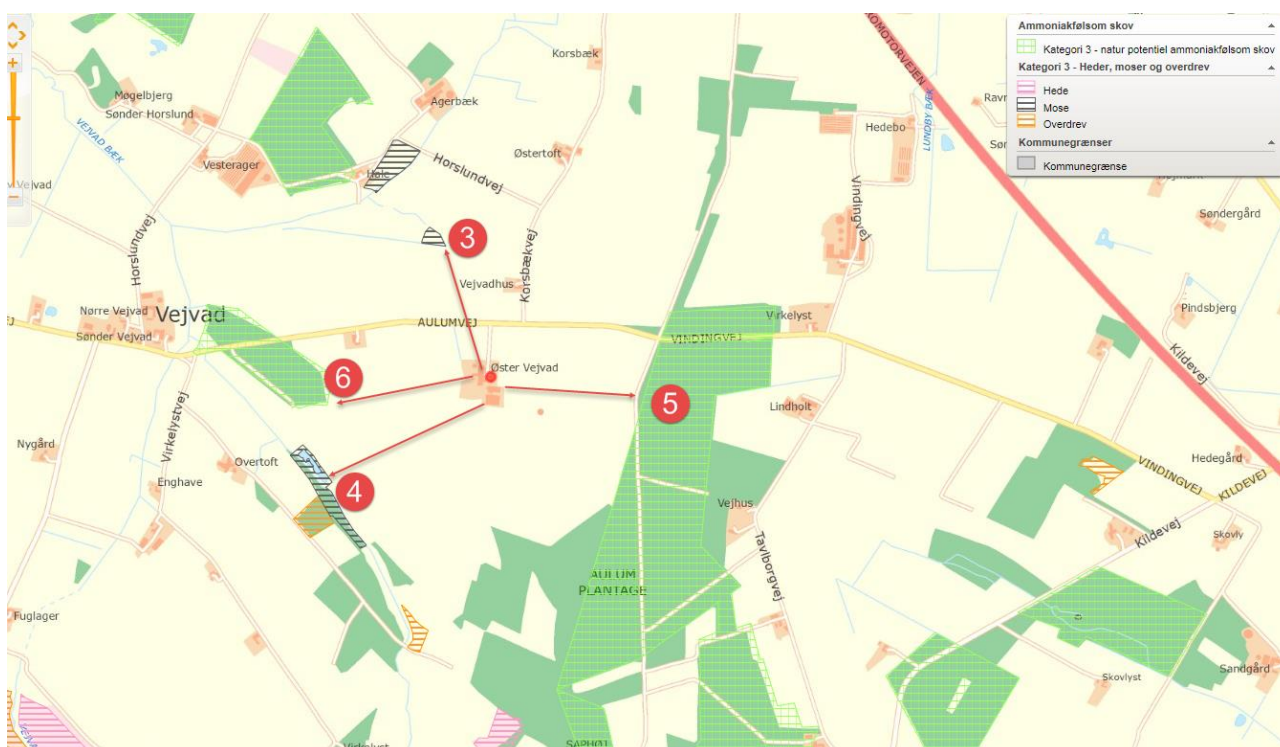 Ammoniakfølsom skov
Kategori 3 - natur potentiel ammoniakfølsom skov
Kategori 3 - Heder, moser og overdrev
Hede
Mose
Overdrev
Kommunegrænser
Kommunegrænse
KOMOTORVEJEN
Korsbæk
Møgelbjerg
Sønder Horslund
Agerbæk
LUNDBY BÆK
Hedebo
VEJVAD BÆK
Vesterager
Østertoft
Hole
Horslundvej
Vejvad
Vindingvej
Søndergård
Horslundvej
3
Korsbækvej
Vejvadhus
Nørre Vejvad
Vejvad
Sønder Vejvad
AULUMVEJ
Virkelyst
VINDINGVEJ
Pindsbjerg
Kildevej
Øster Vejvad
6
5
Lindholt
Virkelystvej
Nygård
Overtoft
Enghave
4
VINDINGVEJ
Hedegård
KILDEVEJ
Vejhus
Kildevej
Skovly
Tavlborgvej
AULUM
PLANTAGE
Fuglager
Skovlyst
Sandgård
Virkelyst
SAPHØJ